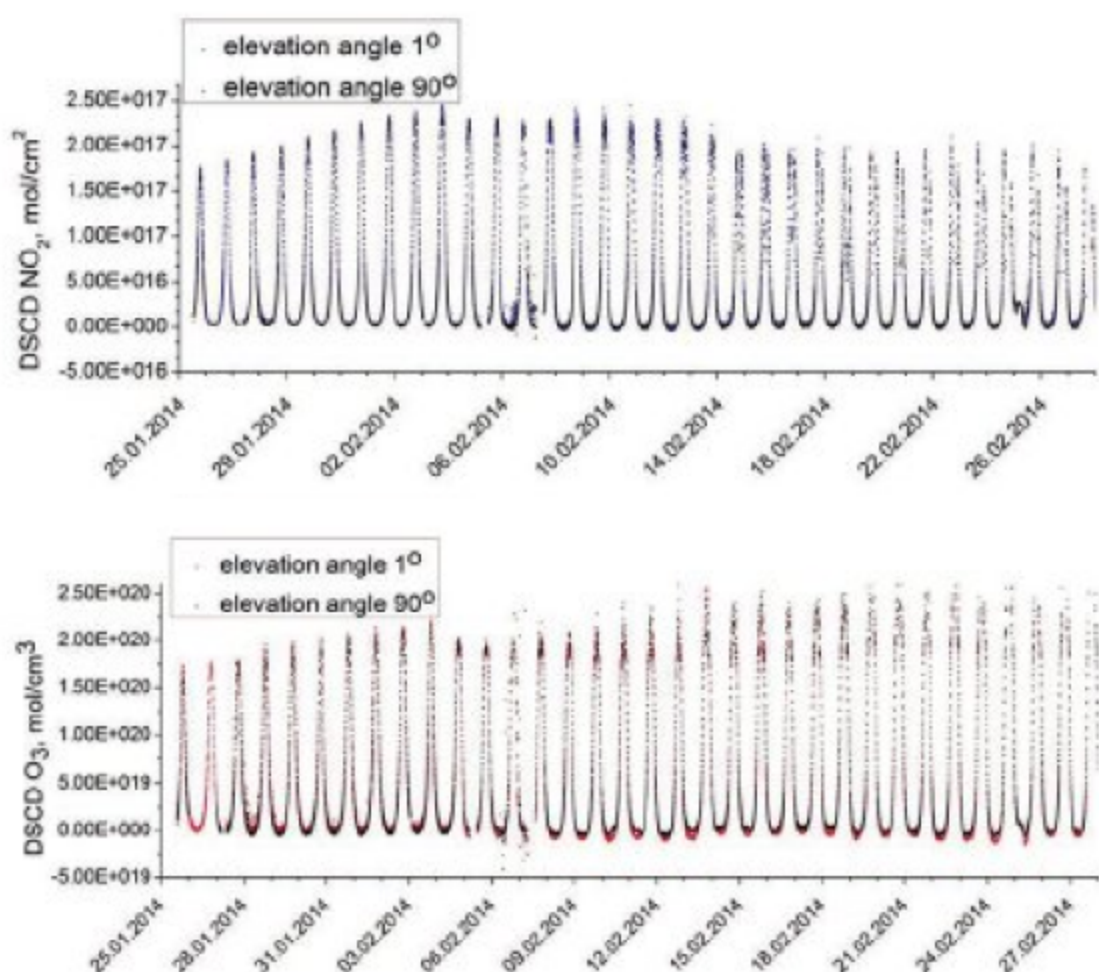 elevation angle 1º
elevation angle 90º
DSCD NO2, mol/cm2
2.50E+017
2.00E+017
1.50E+017
1.00E+017
5.00E+016
0.00E+000
-5.00E+016
25.01.2014
28.01.2014
02.02.2014
06.02.2014
10.02.2014
14.02.2014
18.02.2014
22.02.2014
26.02.2014
elevation angle 1º
elevation angle 90º
DSCD O3, mol/cm3
2.50E+020
2.00E+020
1.50E+020
1.00E+020
5.00E+019
0.00E+000
-5.00E+019
25.01.2014
28.01.2014
31.01.2014
03.02.2014
06.02.2014
09.02.2014
12.02.2014
15.02.2014
18.02.2014
21.02.2014
24.02.2014
27.02.2014